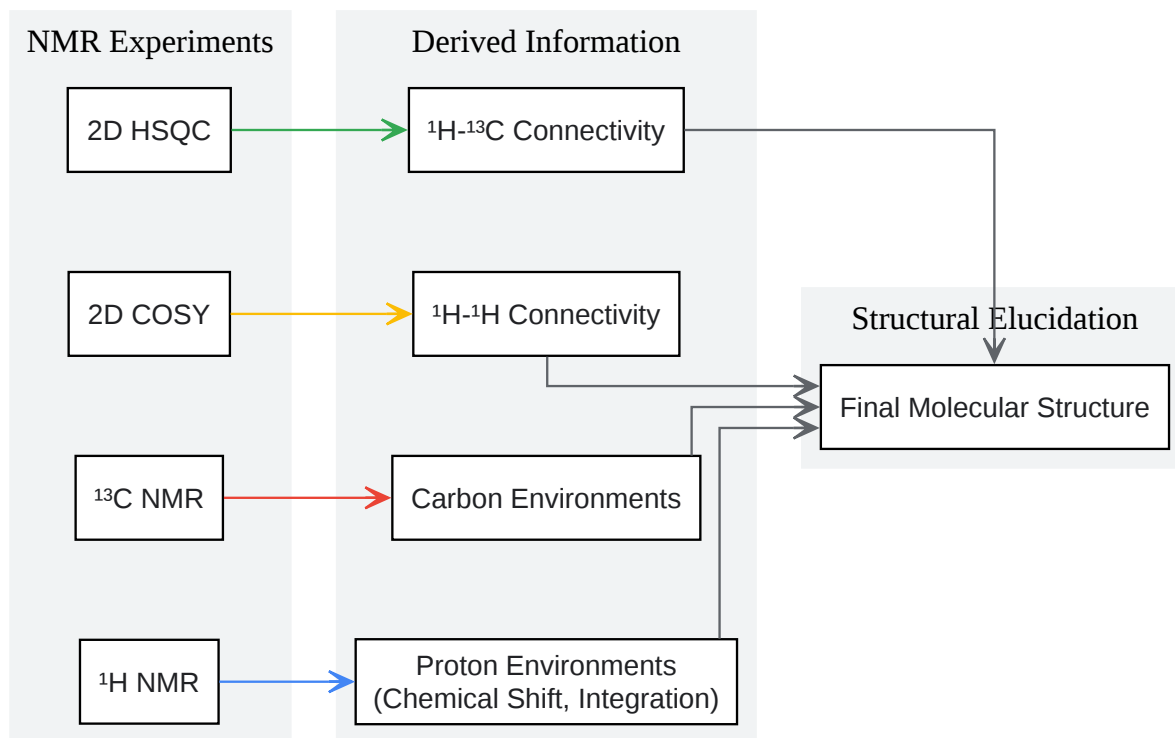 NMR Experiments
Derived Information
2D HSQC
¹H-¹³C Connectivity
2D COSY
¹H-¹H Connectivity
Structural Elucidation
Final Molecular Structure
¹³C NMR
Carbon Environments
¹H NMR
Proton Environments
(Chemical Shift, Integration)